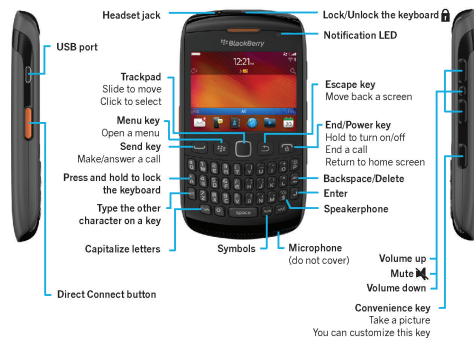 Headset jack
Lock/Unlock the keyboard
Notification LED
USB port
BlackBerry
12:21
Trackpad
Slide to move
Click to select
Escape key
Move back a screen
Menu key
Open a menu
End/Power key
Hold to turn on/off
End a call
Return to home screen
Send key
Make/answer a call
Press and hold to lock
the keyboard
Backspace/Delete
Enter
Type the other
character on a key
Speakerphone
space
Capitalize letters
Symbols
Microphone
(do not cover)
Volume up
Mute
Volume down
Direct Connect button
Convenience key
Take a picture
You can customize this key